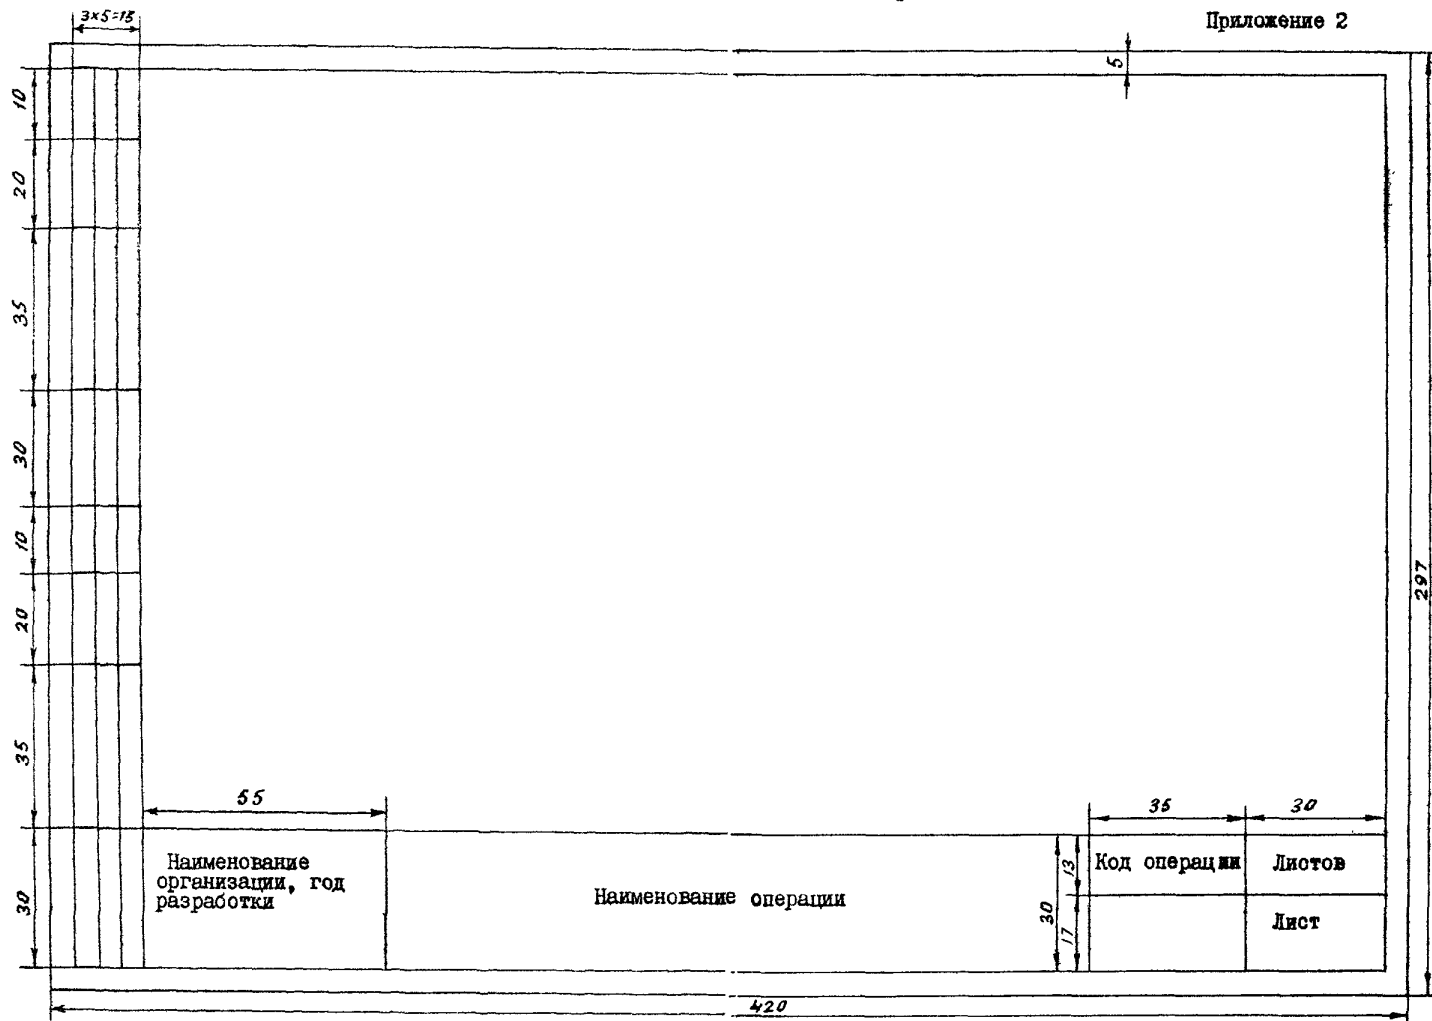 Приложение 2
3×5=15
5
10
20
35
30
10
20
35
30
297
55
35
30
Наименование
организации, год
разработки
Наименование операции
30
13
17
Код операции
Листов
Лист
420